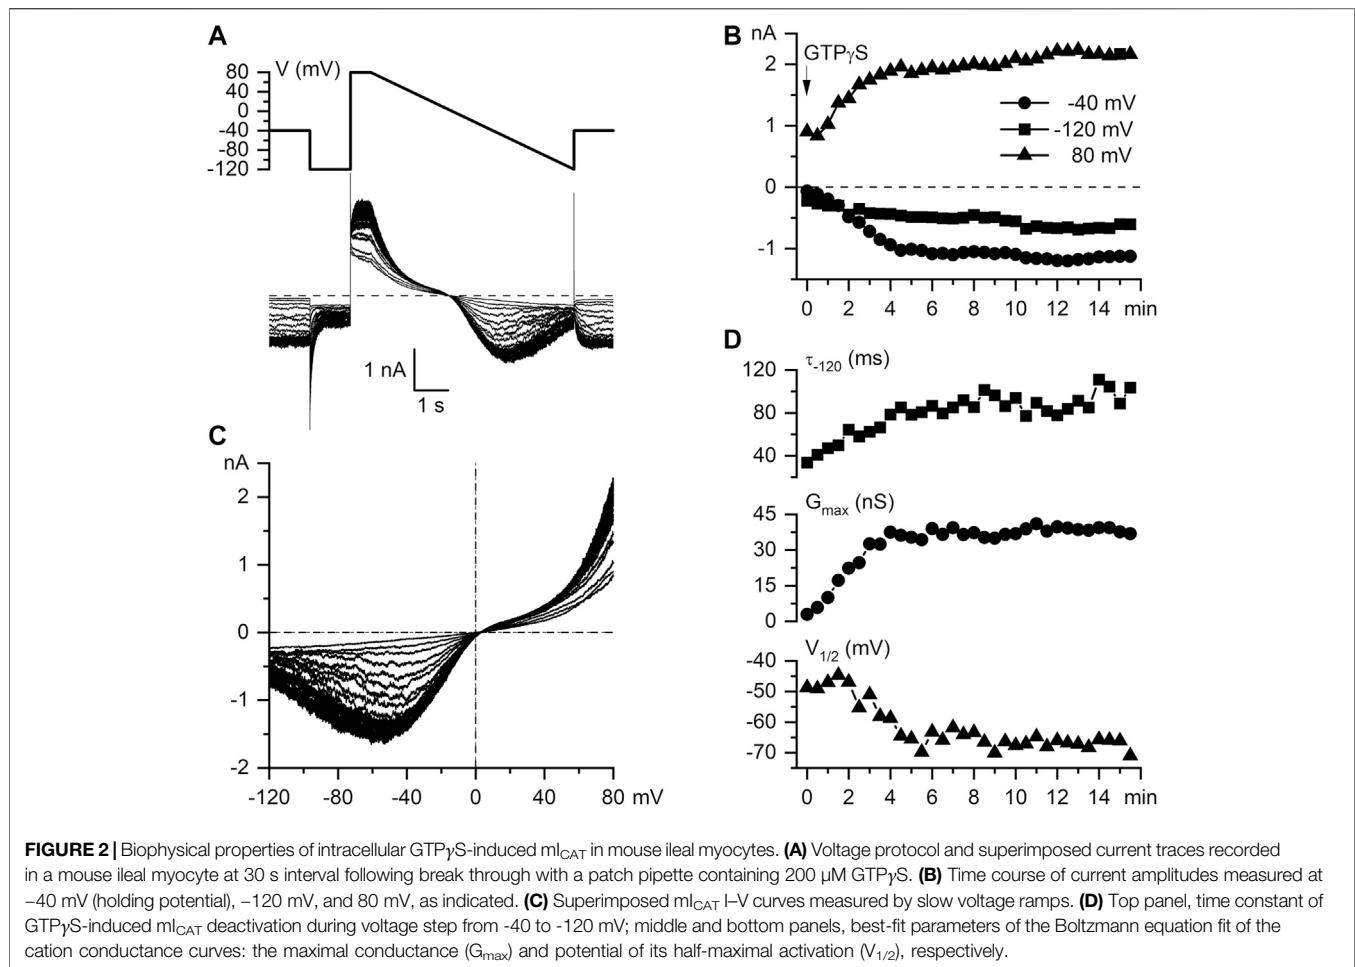 A
V (mV)
80
40
0
-40
-80
-120
1 nA
1 s
B
nA
GTPγS
2
1
0
-1
-40 mV
-120 mV
80 mV
0 2 4 6 8 10 12 14 min
C
nA
2
1
0
-1
-2
-120 -80 -40 0 40 80 mV
D
τ-120 (ms)
120
80
40
Gmax (nS)
45
30
15
0
V1/2 (mV)
-40
-50
-60
-70
0 2 4 6 8 10 12 14 min
FIGURE 2 | Biophysical properties of intracellular GTPγS-induced mICAT in mouse ileal myocytes. (A) Voltage protocol and superimposed current traces recorded
in a mouse ileal myocyte at 30 s interval following break through with a patch pipette containing 200 μM GTPγS. (B) Time course of current amplitudes measured at
−40 mV (holding potential), −120 mV, and 80 mV, as indicated. (C) Superimposed mICAT I–V curves measured by slow voltage ramps. (D) Top panel, time constant of
GTPγS-induced mICAT deactivation during voltage step from -40 to -120 mV; middle and bottom panels, best-fit parameters of the Boltzmann equation fit of the
cation conductance curves: the maximal conductance (Gmax) and potential of its half-maximal activation (V1/2), respectively.